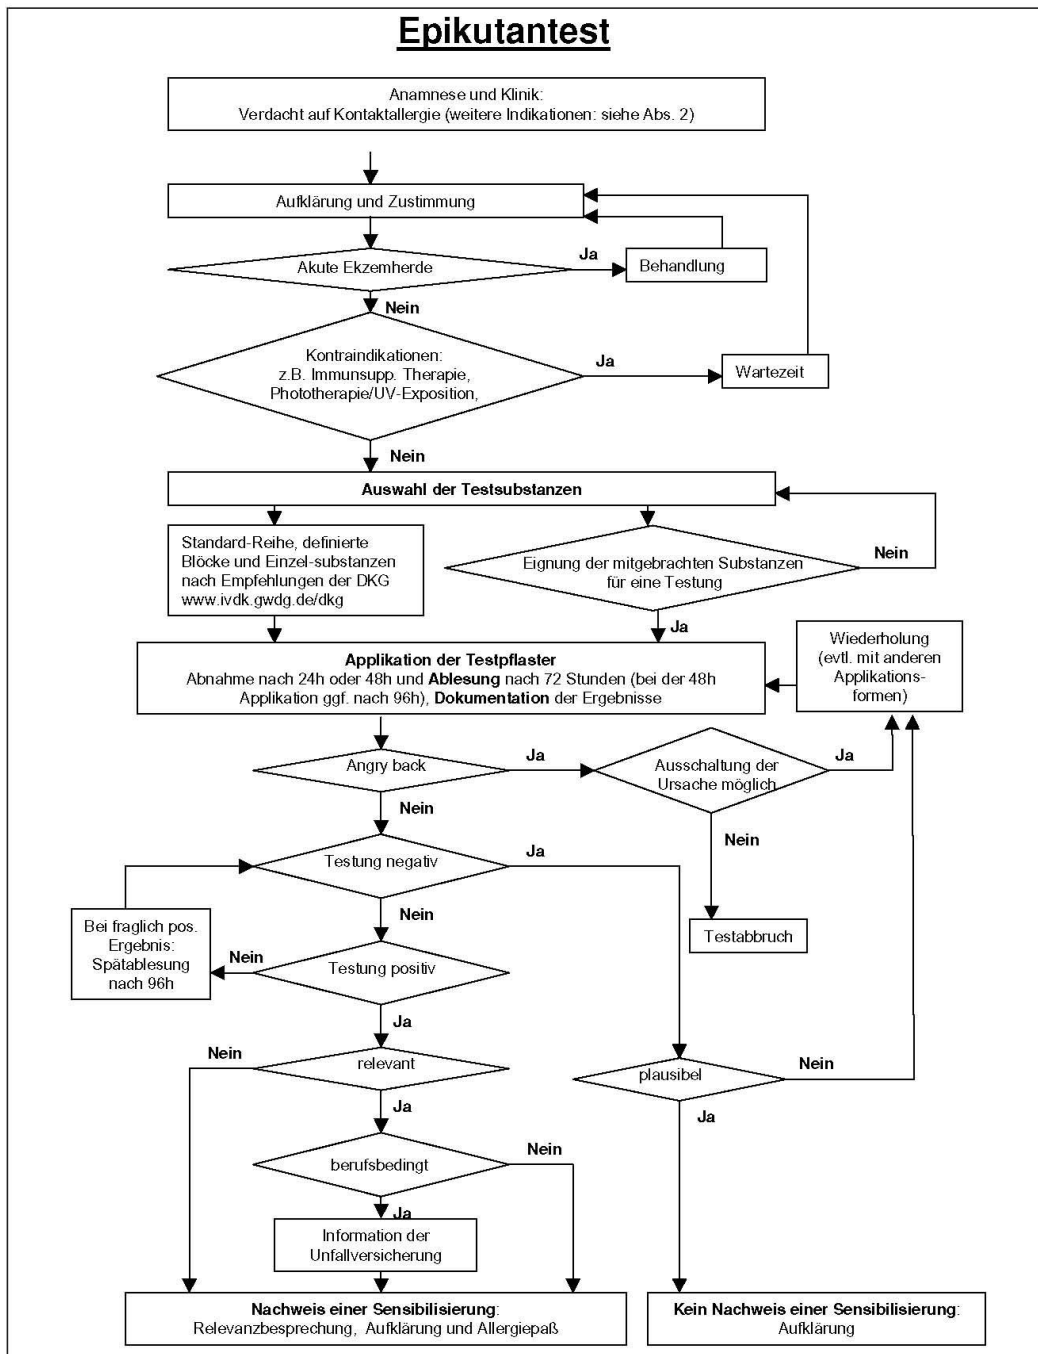 Epikutantest
Anamnese und Klinik:
Verdacht auf Kontaktallergie (weitere Indikationen: siehe Abs. 2)
Aufklärung und Zustimmung
Akute Ekzemherde
Ja
Behandlung
Nein
Kontraindikationen:
z.B. Immunsupp. Therapie,
Phototherapie/UV-Exposition,
Ja
Wartezeit
Nein
Auswahl der Testsubstanzen
Standard-Reihe, definierte
Blöcke und Einzel-substanzen
nach Empfehlungen der DKG
www.ivdk.gwdg.de/dkg
Eignung der mitgebrachten Substanzen
für eine Testung
Nein
Ja
Applikation der Testpflaster
Abnahme nach 24h oder 48h und Ablesung nach 72 Stunden (bei der 48h
Applikation ggf. nach 96h), Dokumentation der Ergebnisse
Wiederholung
(evtl. mit anderen
Applikations-
formen)
Angry back
Ja
Ausschaltung der
Ursache möglich
Ja
Nein
Nein
Testabbruch
Testung negativ
Ja
Nein
Bei fraglich pos.
Ergebnis:
Spätablesung
nach 96h
Nein
Testung positiv
Ja
Nein
relevant
Ja
plausibel
Nein
Ja
berufsbedingt
Nein
Ja
Information der
Unfallversicherung
Nachweis einer Sensibilisierung:
Relevanzbesprechung, Aufklärung und Allergiepaß
Kein Nachweis einer Sensibilisierung:
Aufklärung